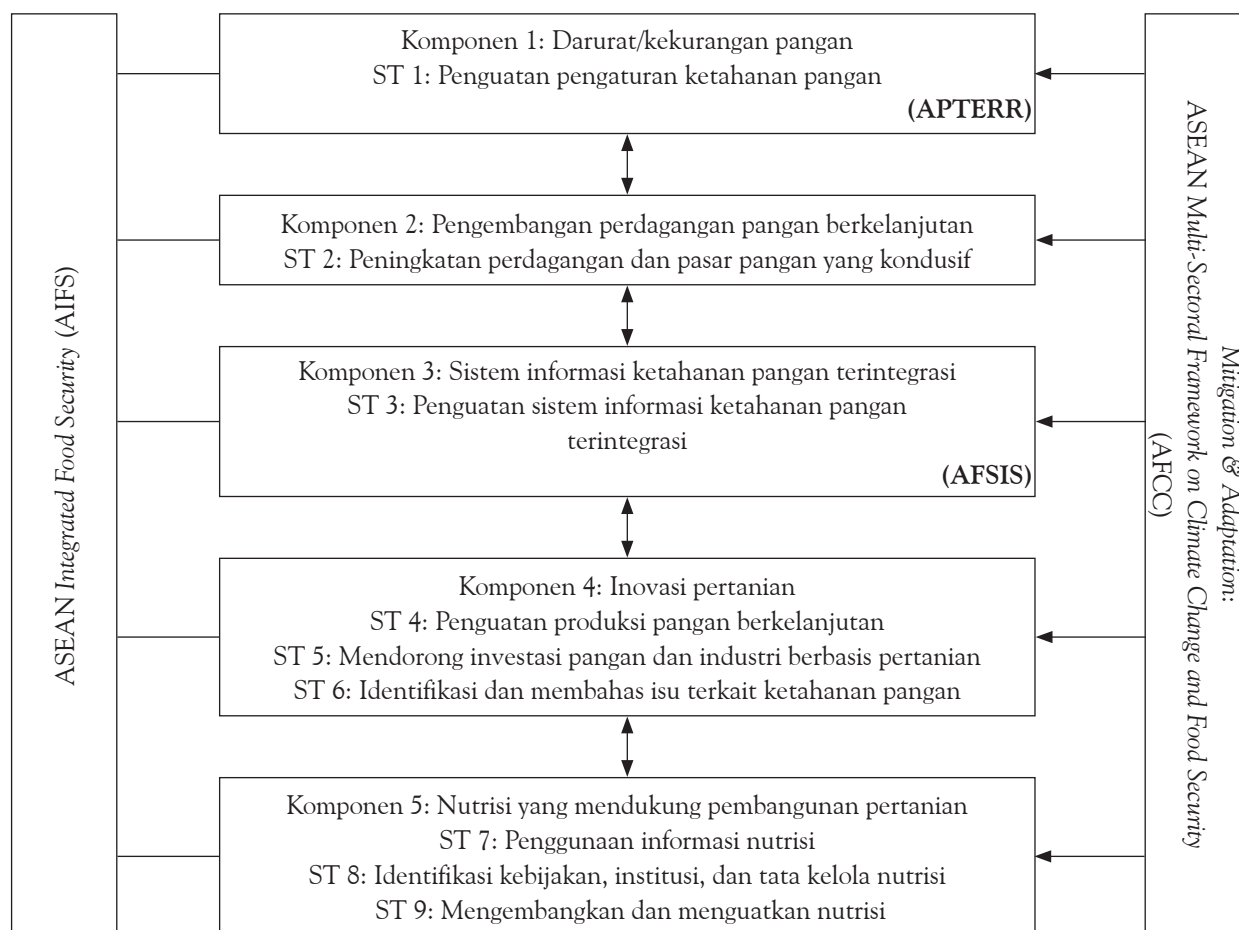 ASEAN Integrated Food Security (AIFS)
Komponen 1: Darurat/kekurangan pangan
ST 1: Penguatan pengaturan ketahanan pangan
(APTERR)
Komponen 2: Pengembangan perdagangan pangan berkelanjutan
ST 2: Peningkatan perdagangan dan pasar pangan yang kondusif
Komponen 3: Sistem informasi ketahanan pangan terintegrasi
ST 3: Penguatan sistem informasi ketahanan pangan
terintegrasi
(AFSIS)
Komponen 4: Inovasi pertanian
ST 4: Penguatan produksi pangan berkelanjutan
ST 5: Mendorong investasi pangan dan industri berbasis pertanian
ST 6: Identifikasi dan membahas isu terkait ketahanan pangan
Komponen 5: Nutrisi yang mendukung pembangunan pertanian
ST 7: Penggunaan informasi nutrisi
ST 8: Identifikasi kebijakan, institusi, dan tata kelola nutrisi
ST 9: Mengembangkan dan menguatkan nutrisi
Mitigation & Adaptation:
ASEAN Multi-Sectoral Framework on Climate Change and Food Security
(AFCC)